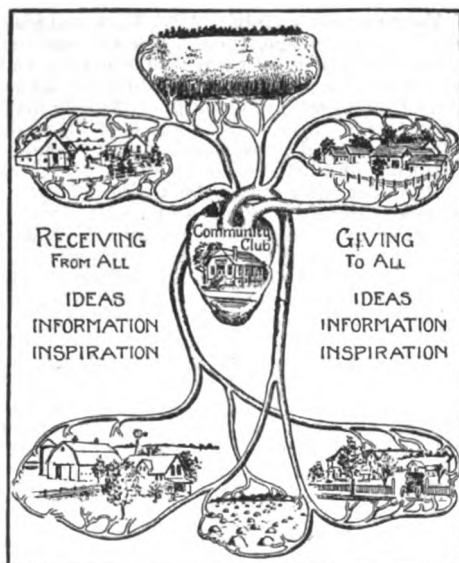 Community
Club
RECEIVING
FROM ALL
IDEAS
INFORMATION
INSPIRATION
GIVING
TO ALL
IDEAS
INFORMATION
INSPIRATION